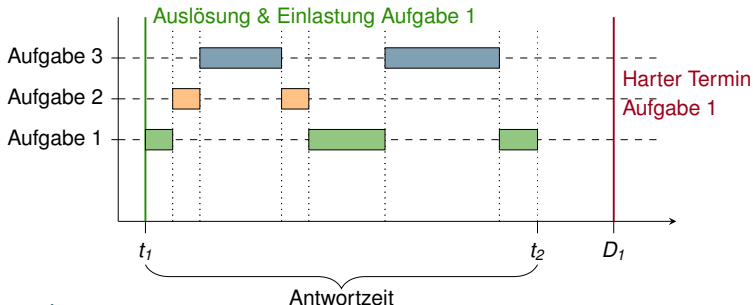 Auslösung & Einlastung Aufgabe 1
Aufgabe 3
Aufgabe 2
Aufgabe 1
Harter Termin
Aufgabe 1
t1
t2
D1
Antwortzeit